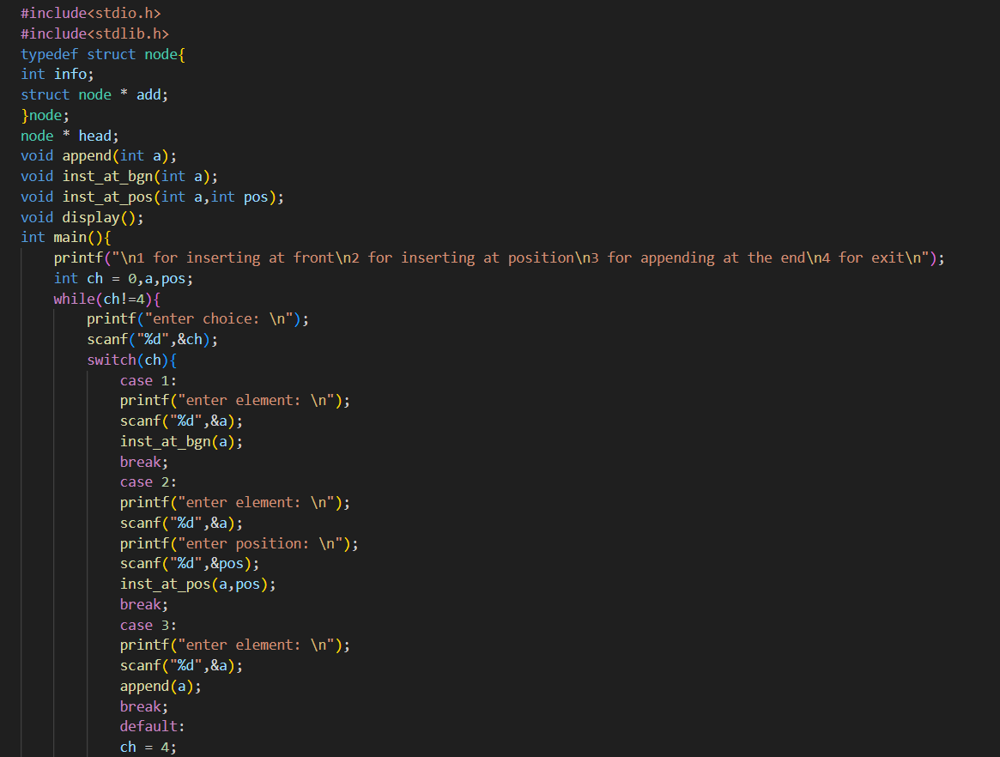 #include<stdio.h>
#include<stdlib.h>
typedef struct node{
int info;
struct node * add;
}node;
node * head;
void append(int a);
void inst_at_bgn(int a);
void inst_at_pos(int a,int pos);
void display();
int main(){
    printf("\n1 for inserting at front\n2 for inserting at position\n3 for appending at the end\n4 for exit\n");
    int ch = 0,a,pos;
    while(ch!=4){
        printf("enter choice: \n");
        scanf("%d",&ch);
        switch(ch){
            case 1:
            printf("enter element: \n");
            scanf("%d",&a);
            inst_at_bgn(a);
            break;
            case 2:
            printf("enter element: \n");
            scanf("%d",&a);
            printf("enter position: \n");
            scanf("%d",&pos);
            inst_at_pos(a,pos);
            break;
            case 3:
            printf("enter element: \n");
            scanf("%d",&a);
            append(a);
            break;
            default:
            ch = 4;